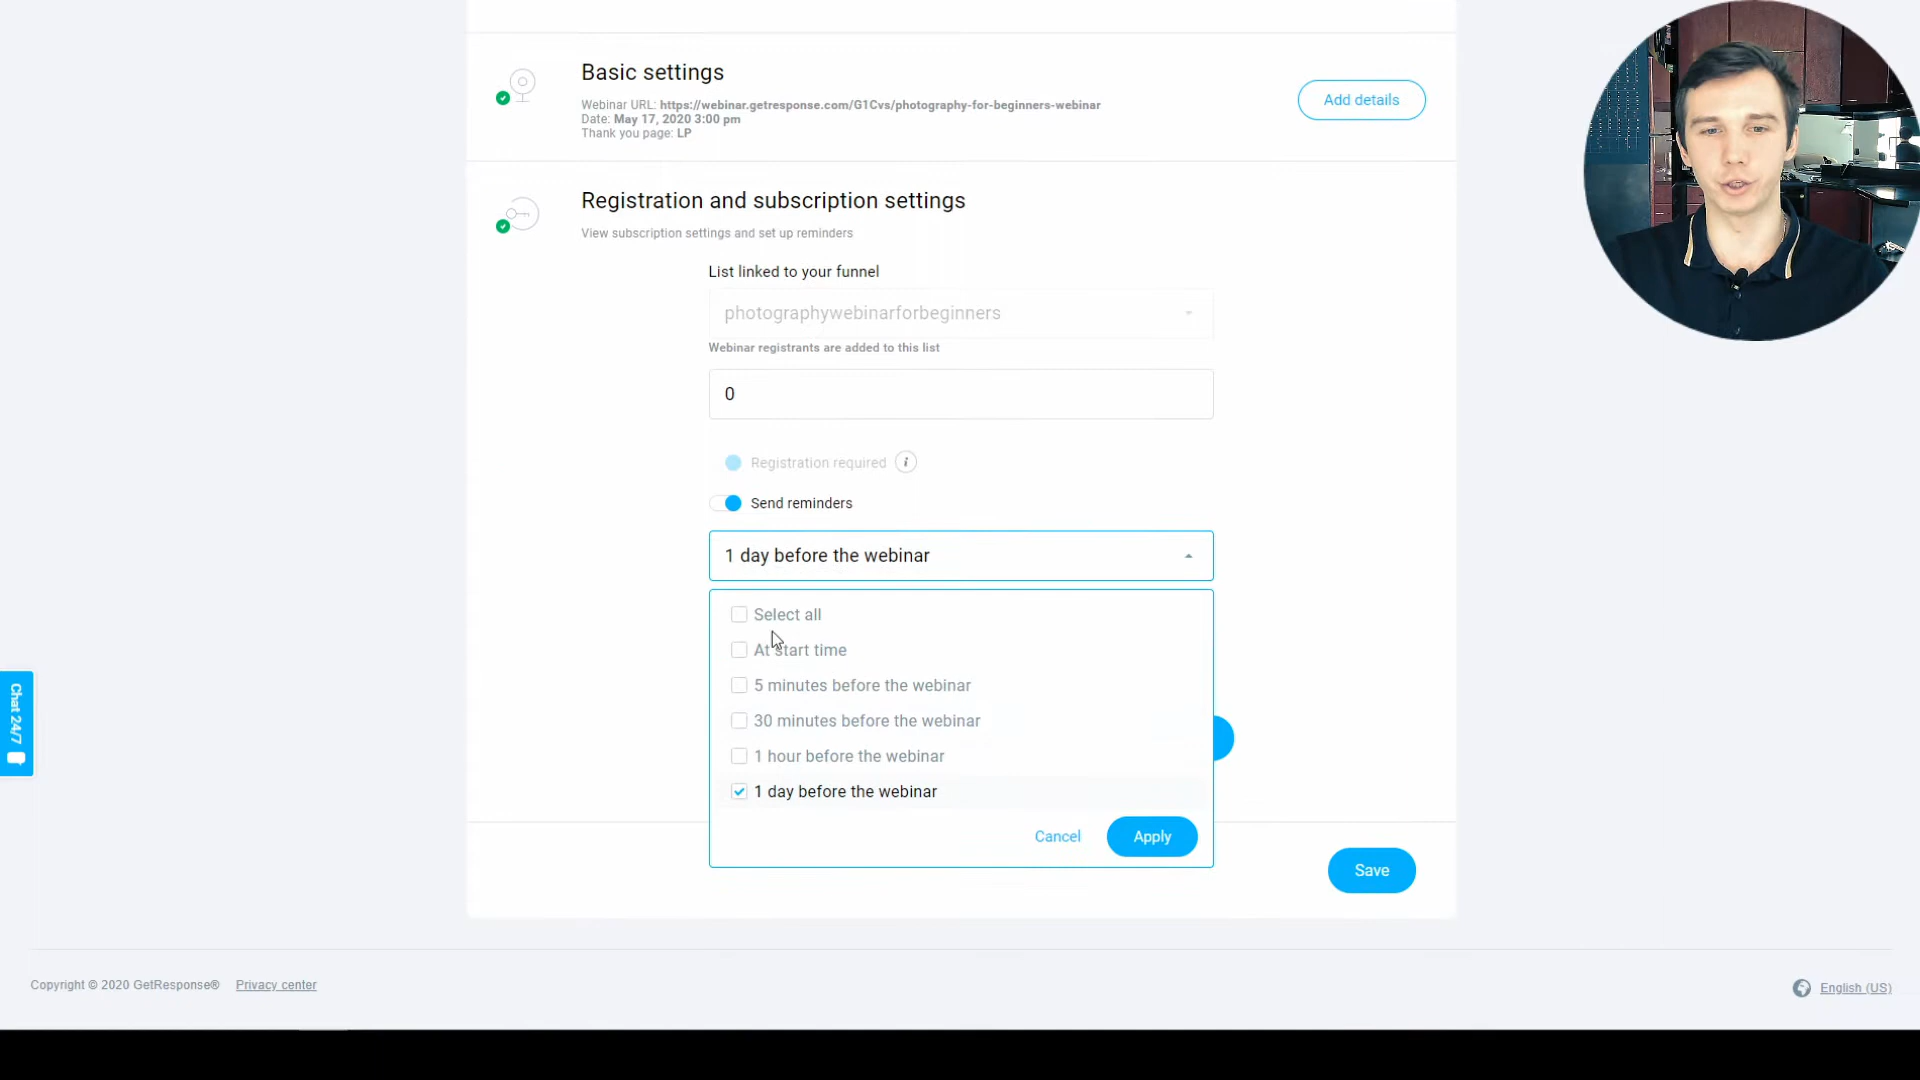 Basic settings
Webinar URL: https://webinar.getresponse.com/G1Cvs/photography-for-beginners-webinar
Date: May 17, 2020 3:00 pm
Thank you page: LP
Add details
Registration and subscription settings
View subscription settings and set up reminders
List linked to your funnel
photographywebinarforbeginners
Webinar registrants are added to this list
0
Registration required i
Send reminders
1 day before the webinar
Select all
At start time
5 minutes before the webinar
30 minutes before the webinar
1 hour before the webinar
1 day before the webinar
Cancel
Apply
Save
Chat 24/7
Copyright © 2020 GetResponse® Privacy center
English (US)